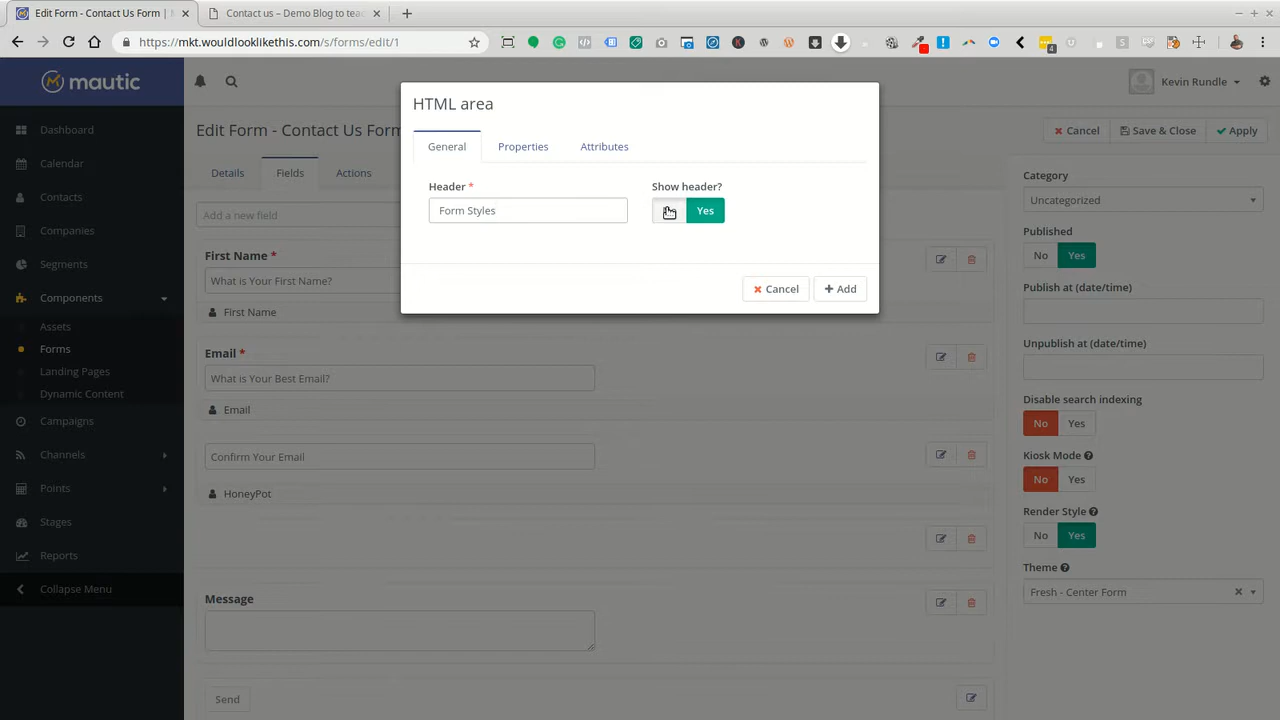 Edit Form - Contact Us Form |
Contact us – Demo Blog to tea
https://mkt.wouldlooklikethis.com/s/forms/edit/1
4
mautic
Kevin Rundle
Dashboard
Calendar
Contacts
Companies
Segments
Components
Assets
Forms
Landing Pages
Dynamic Content
Campaigns
Channels
Points
Stages
Reports
Collapse Menu
Edit Form - Contact Us Form
Cancel
Save & Close
Apply
Details
Fields
Actions
Add a new field
First Name *
What is Your First Name?
First Name
Email *
What is Your Best Email?
Email
Confirm Your Email
HoneyPot
Message
Send
HTML area
General
Properties
Attributes
Header *
Show header?
Form Styles
Yes
Cancel
Add
Category
Uncategorized
Published
No Yes
Publish at (date/time)
Unpublish at (date/time)
Disable search indexing
No Yes
Kiosk Mode
No Yes
Render Style
No Yes
Theme
Fresh - Center Form